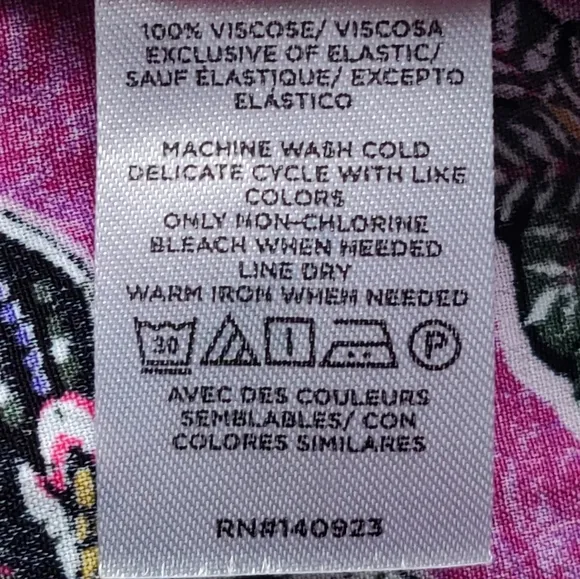 100% VISCOSE/ VISCOSA
EXCLUSIVE OF ELASTIC/
SAUF ÉLASTIQUE/ EXCEPTO
ELÁSTICO
MACHINE WASH COLD
DELICATE CYCLE WITH LIKE
COLORS
ONLY NON-CHLORINE
BLEACH WHEN NEEDED
LINE DRY
WARM IRON WHEN NEEDED
30 P
AVEC DES COULEURS
SEMBLABLES/ CON
COLORES SIMILARES
RN#140923